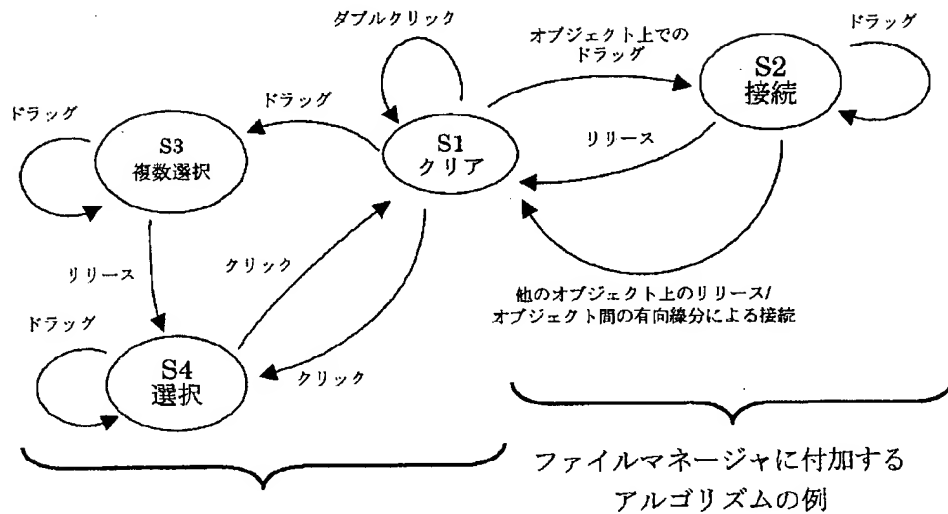 ダブルクリック
オブジェクト上での
ドラッグ
ドラッグ
S2
接続
ドラッグ
ドラッグ
S3
複数選択
S1
クリア
リリース
リリース
クリック
他のオブジェクト上のリリース/
オブジェクト間の有向線分による接続
ドラッグ
S4
選択
クリック
ファイルマネージャに付加する
アルゴリズムの例